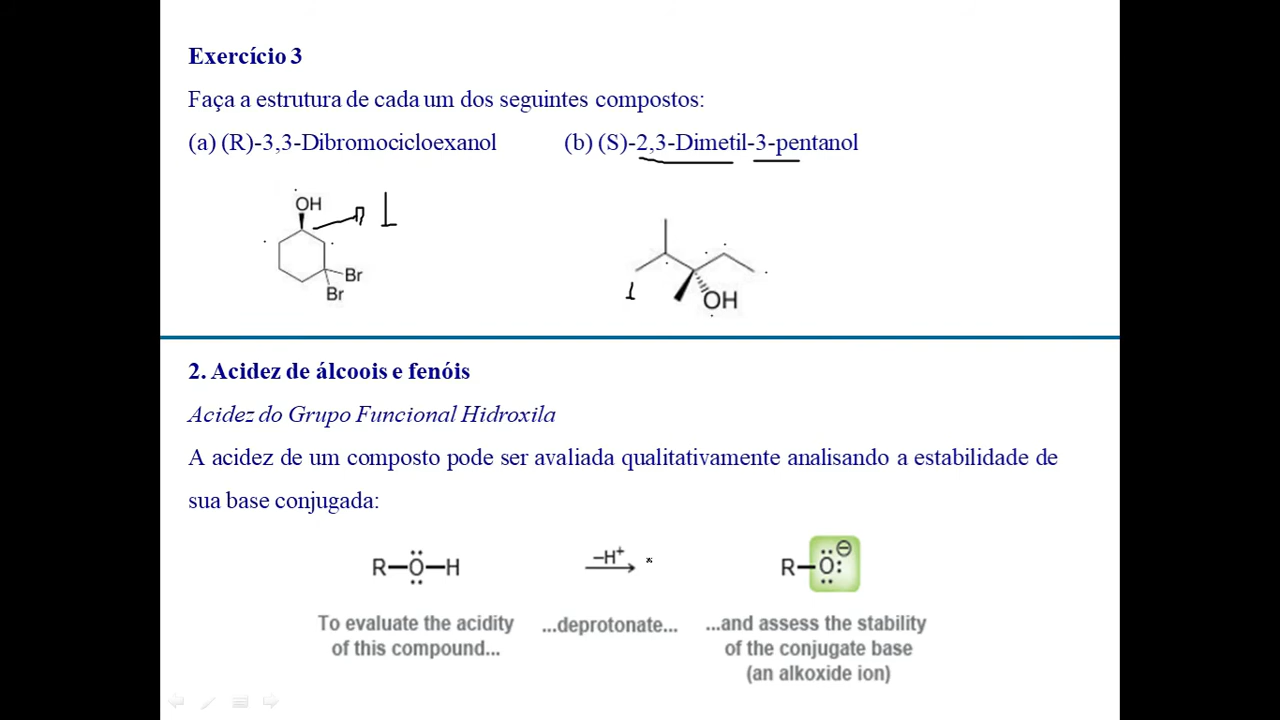 Exercício 3
Faça a estrutura de cada um dos seguintes compostos:
(a) (R)-3,3-Dibromocicloexanol (b) (S)-2,3-Dimetil-3-pentanol
OH
1
Br
Br
1
OH
2. Acidez de álcoois e fenóis
Acidez do Grupo Funcional Hidroxila
A acidez de um composto pode ser avaliada qualitativamente analisando a estabilidade de
sua base conjugada:
R–O–H –H+ R–O: ⊖
To evaluate the acidity ...deprotonate... ...and assess the stability
of this compound... of the conjugate base
(an alkoxide ion)